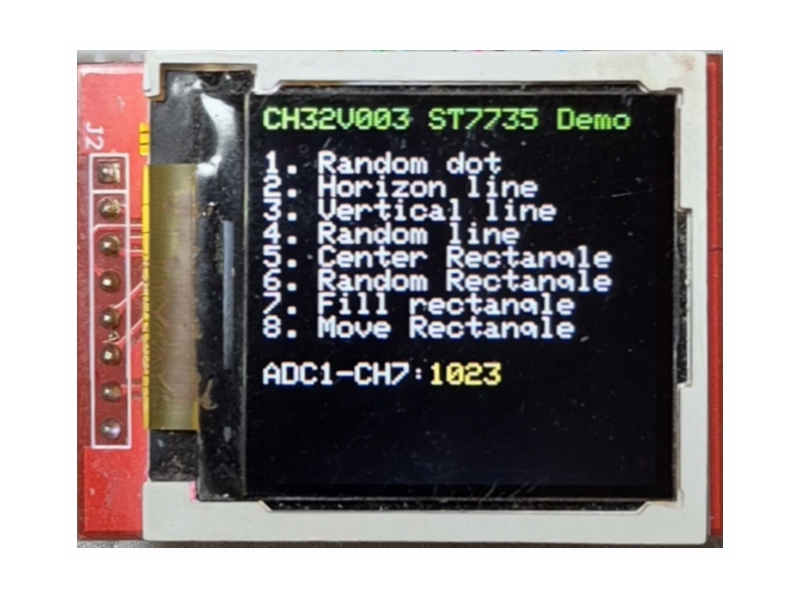 J2
CH32V003 ST7735 Demo
1. Random dot
2. Horizon line
3. Vertical line
4. Random line
5. Center Rectangle
6. Random Rectangle
7. Fill rectangle
8. Move Rectangle
ADC1-CH7:1023